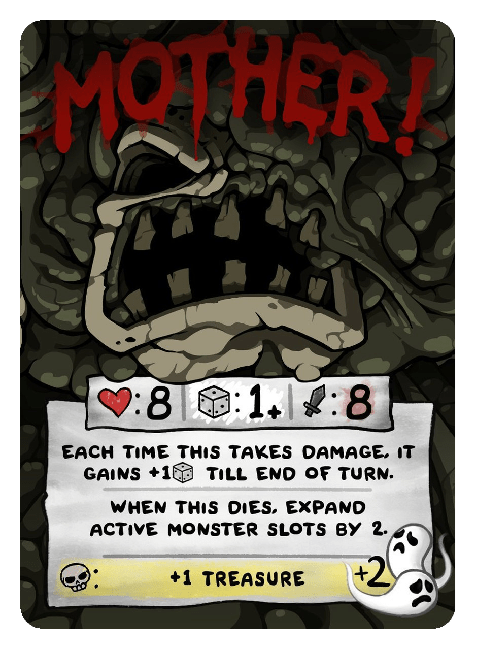 MOTHER!
:8 :1+ :8
EACH TIME THIS TAKES DAMAGE, IT
GAINS +1 TILL END OF TURN.
WHEN THIS DIES, EXPAND
ACTIVE MONSTER SLOTS BY 2.
: +1 TREASURE +2